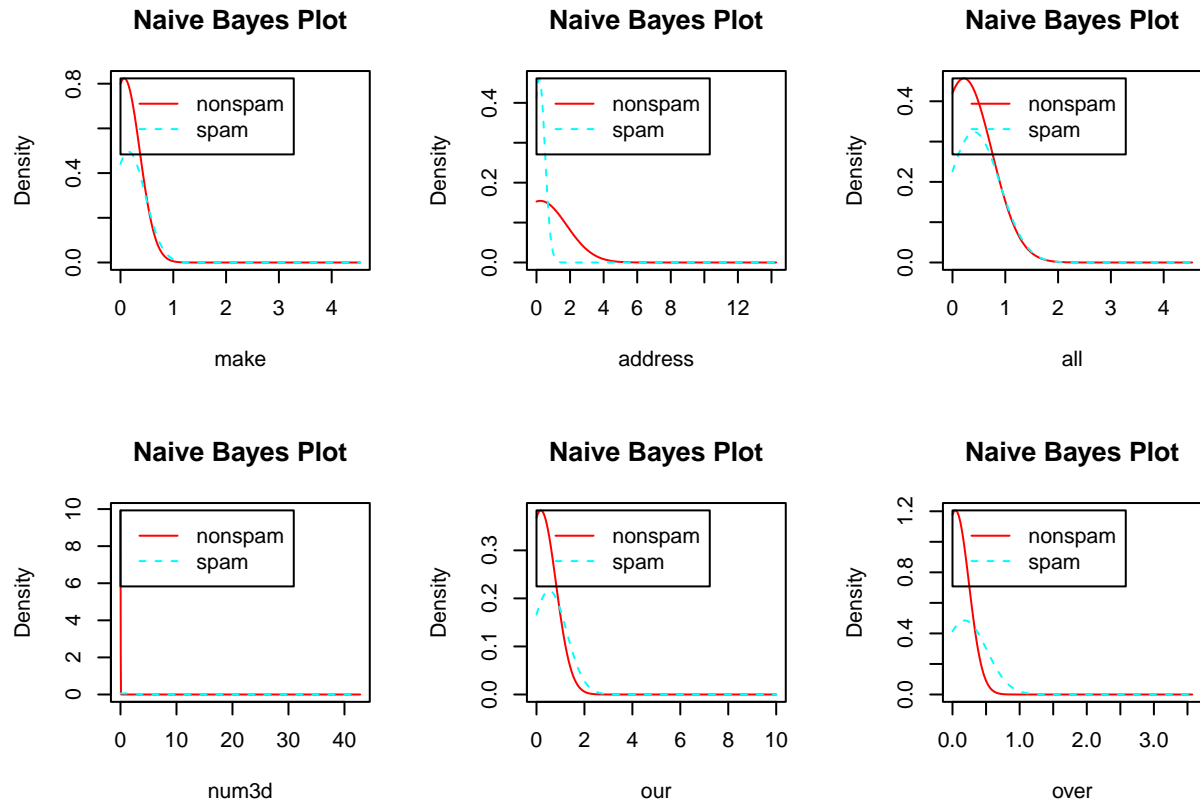 Naive Bayes Plot
Density
0.0 0.4 0.8
nonspam
spam
0 1 2 3 4
make
Naive Bayes Plot
Density
0.0 0.2 0.4
nonspam
spam
0 2 4 6 8 12
address
Naive Bayes Plot
Density
0.0 0.2 0.4
nonspam
spam
0 1 2 3 4
all
Naive Bayes Plot
Density
0 2 4 6 8 10
nonspam
spam
0 10 20 30 40
num3d
Naive Bayes Plot
Density
0.0 0.1 0.2 0.3
nonspam
spam
0 2 4 6 8 10
our
Naive Bayes Plot
Density
0.0 0.4 0.8 1.2
nonspam
spam
0.0 1.0 2.0 3.0
over